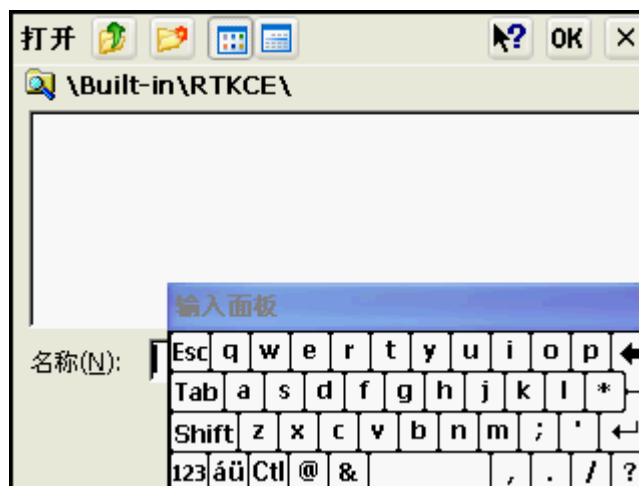 打开 ? OK ×
\Built-in\RTKCE\
输入面板
名称(N):
Esc q w e r t y u i o p
Tab a s d f g h j k l *
Shift z x c v b n m ; '
123 áü Ctl @ & , . / ?